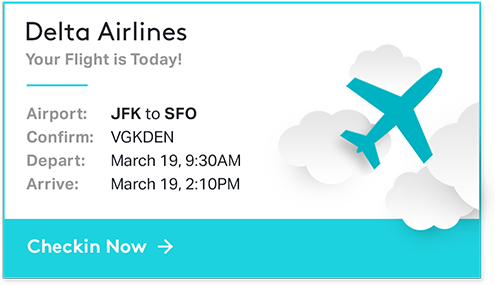 Delta Airlines
Your Flight is Today!
Airport: JFK to SFO
Confirm: VGKDEN
Depart: March 19, 9:30AM
Arrive: March 19, 2:10PM
Checkin Now →